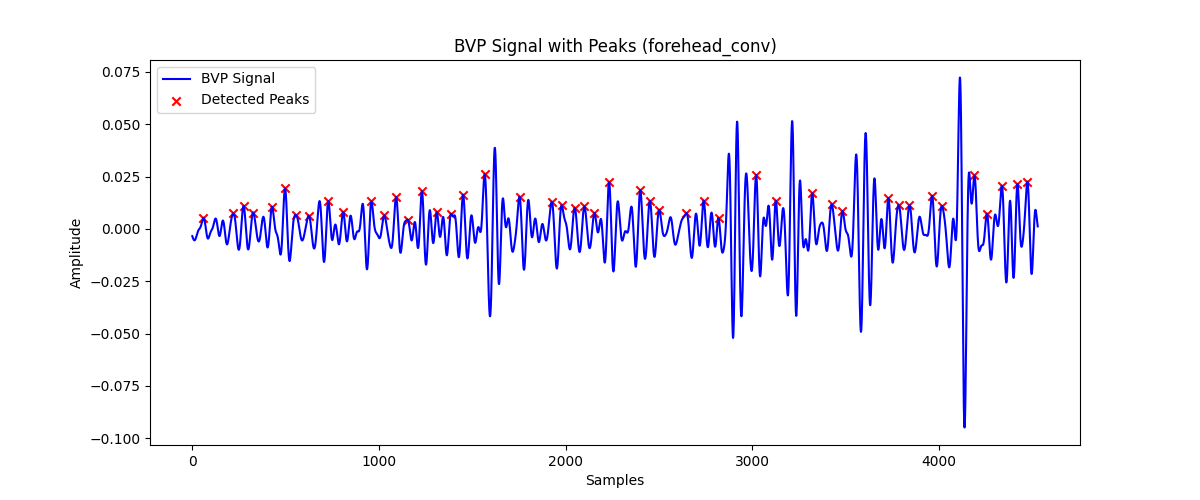 BVP Signal with Peaks (forehead_conv)
BVP Signal
Detected Peaks
Amplitude
0.075
0.050
0.025
0.000
−0.025
−0.050
−0.075
−0.100
0 1000 2000 3000 4000
Samples